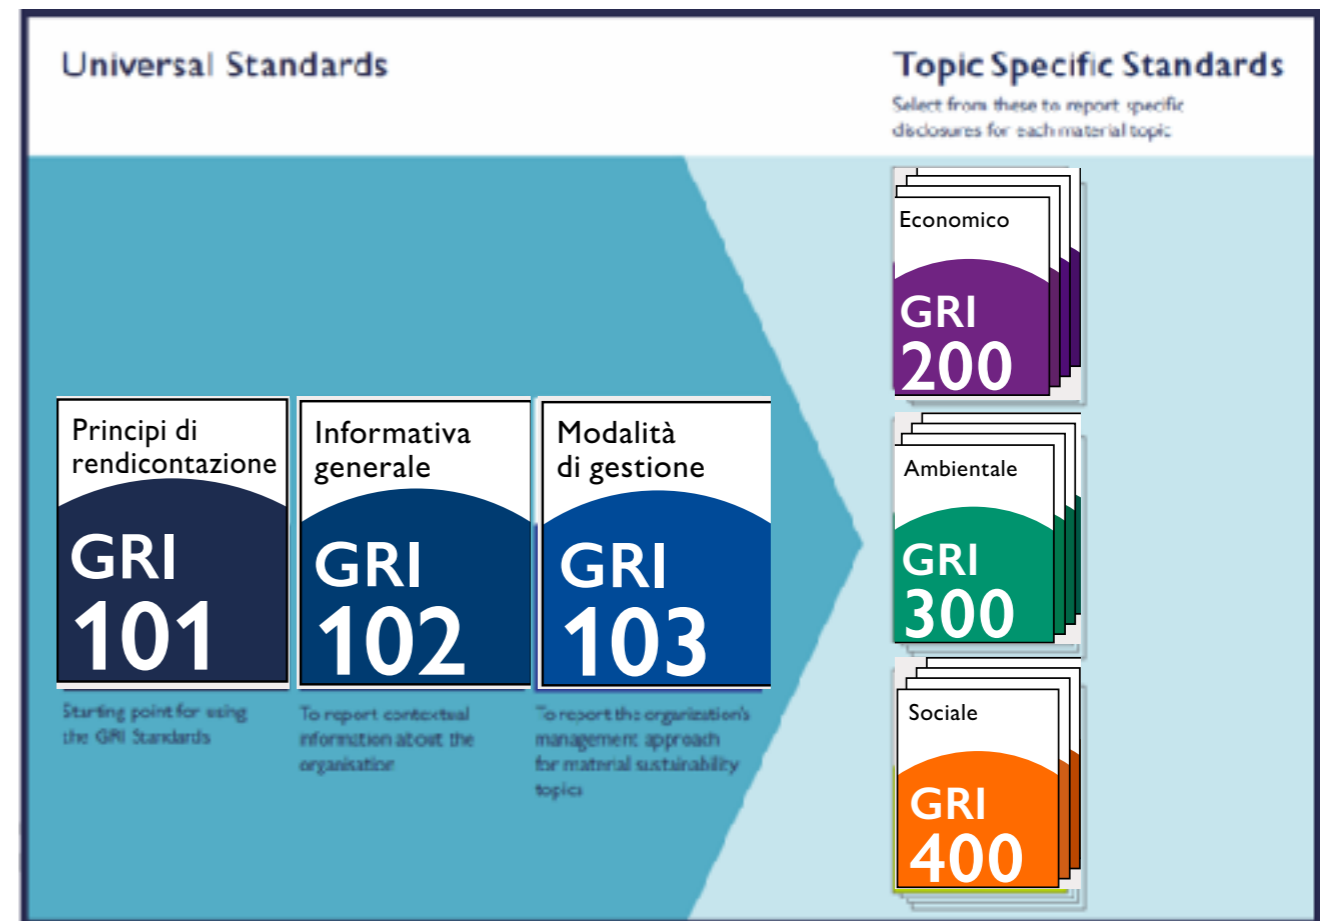 Universal Standards
Topic Specific Standards
Select from these to report specific
disclosures for each material topic
Principi di
rendicontazione
GRI
101
Starting point for using
the GRI Standards
Informativa
generale
GRI
102
To report contextual
information about the
organisation
Modalità
di gestione
GRI
103
To report the organization's
management approach
for material sustainability
topics
Economico
GRI
200
Ambientale
GRI
300
Sociale
GRI
400